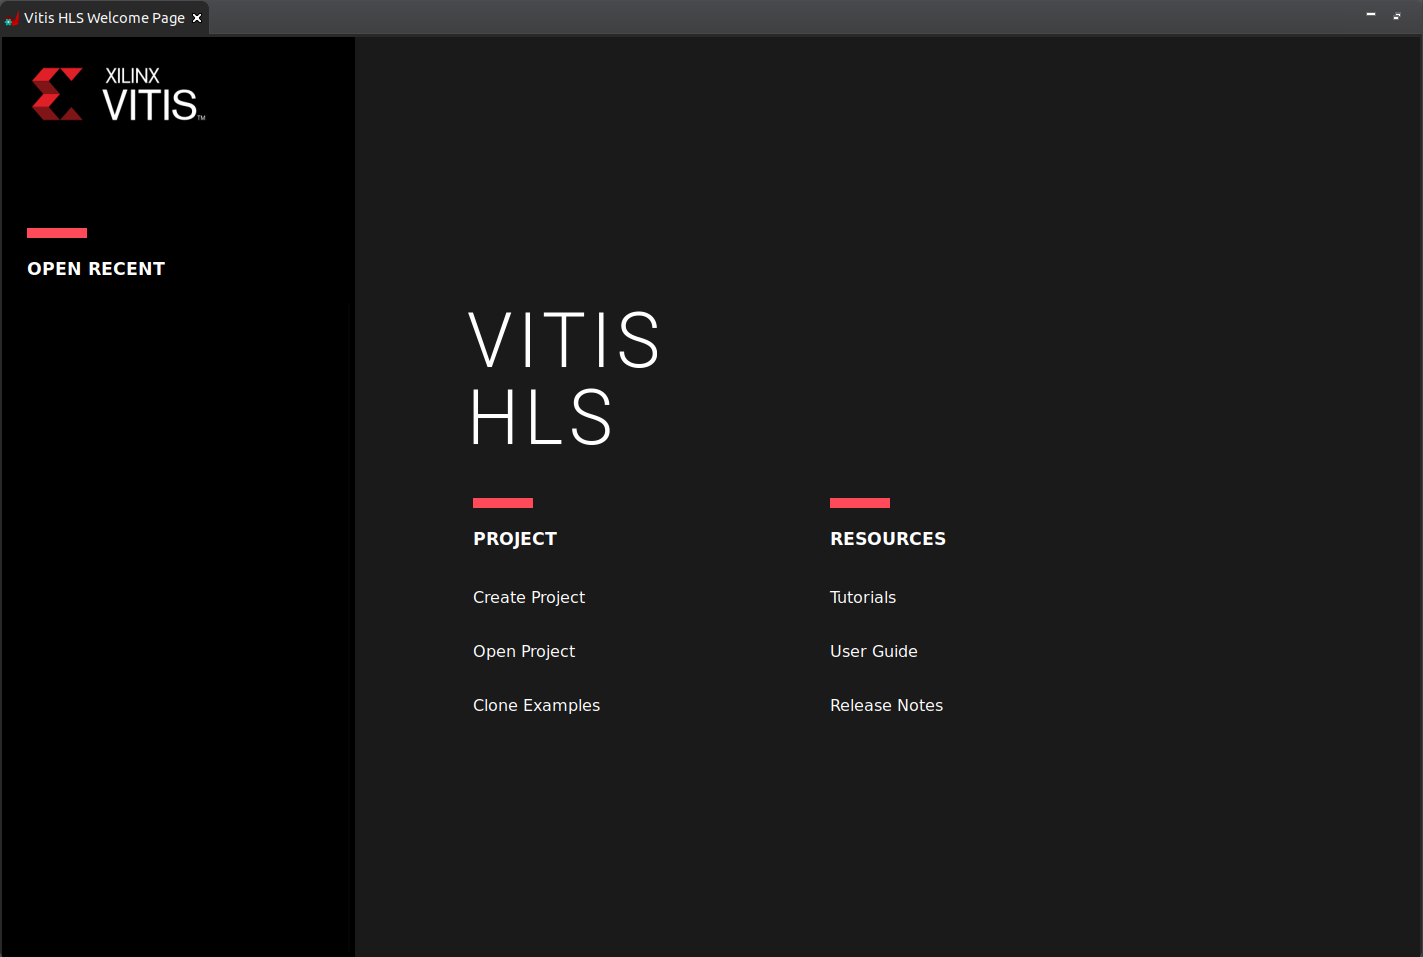 Vitis HLS Welcome Page
XILINX
VITIS™
OPEN RECENT
VITIS
HLS
PROJECT
Create Project
Open Project
Clone Examples
RESOURCES
Tutorials
User Guide
Release Notes